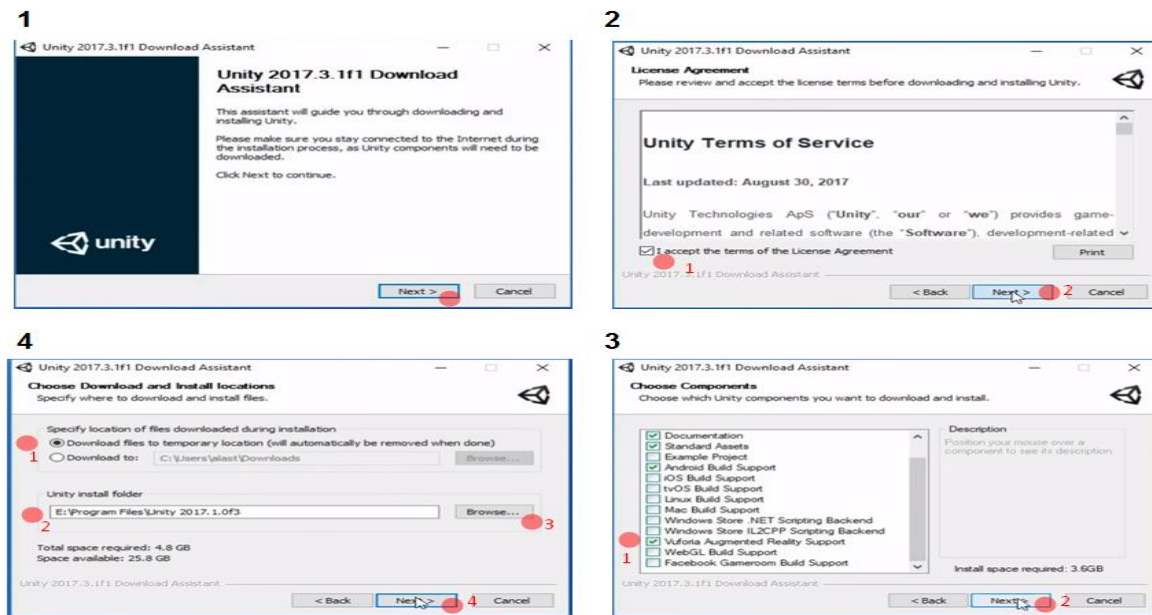 1
Unity 2017.3.1f1 Download Assistant
Unity 2017.3.1f1 Download
Assistant
This assistant will guide you through downloading and
installing Unity.
Please make sure you stay connected to the Internet during
the installation process, as Unity components will need to be
downloaded.
Click Next to continue.
unity
Next >
Cancel
2
Unity 2017.3.1f1 Download Assistant
License Agreement
Please review and accept the license terms before downloading and installing Unity.
Unity Terms of Service
Last updated: August 30, 2017
Unity Technologies ApS ("Unity", "our" or "we") provides game-
development and related software (the "Software"), development-related
I accept the terms of the License Agreement
Print
1
Unity 2017.3.1f1 Download Assistant
< Back
Next >
2
Cancel
4
Unity 2017.3.1f1 Download Assistant
Choose Download and Install locations
Specify where to download and install files.
Specify location of files downloaded during installation
Download files to temporary location (will automatically be removed when done)
1
Download to:
C:\Users\alast\Downloads
Browse...
Unity install folder
E:\Program Files\Unity 2017.1.0f3
Browse...
2
3
Total space required: 4.8 GB
Space available: 25.8 GB
Unity 2017.3.1f1 Download Assistant
< Back
Next >
4
Cancel
3
Unity 2017.3.1f1 Download Assistant
Choose Components
Choose which Unity components you want to download and install.
Documentation
Standard Assets
Example Project
Android Build Support
iOS Build Support
tvOS Build Support
Linux Build Support
Mac Build Support
Windows Store .NET Scripting Backend
Windows Store IL2CPP Scripting Backend
Vuforia Augmented Reality Support
WebGL Build Support
Facebook Gameroom Build Support
1
Description
Position your mouse over a
component to see its description.
Install space required: 3.6GB
Unity 2017.3.1f1 Download Assistant
< Back
Next >
2
Cancel